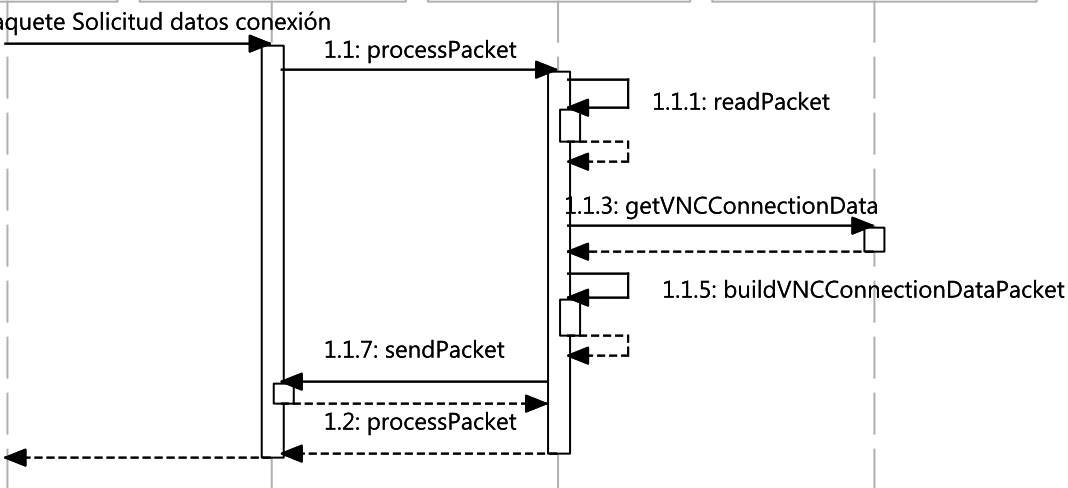 Solicitud datos conexión
1.1: processPacket
1.1.1: readPacket
1.1.3: getVNCConnectionData
1.1.5: buildVNCConnectionDataPacket
1.1.7: sendPacket
1.2: processPacket